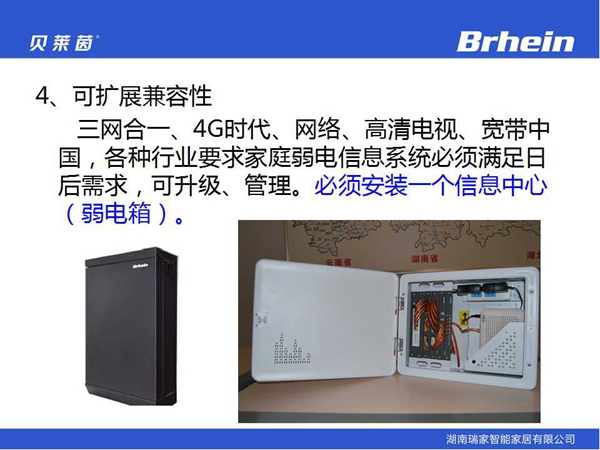 贝莱茵®
Brhein
4、可扩展兼容性
三网合一、4G时代、网络、高清电视、宽带中
国，各种行业要求家庭弱电信息系统必须满足日
后需求，可升级、管理。必须安装一个信息中心
（弱电箱）。
Brhein
云南省
湖南省
湖南瑞家智能家居有限公司